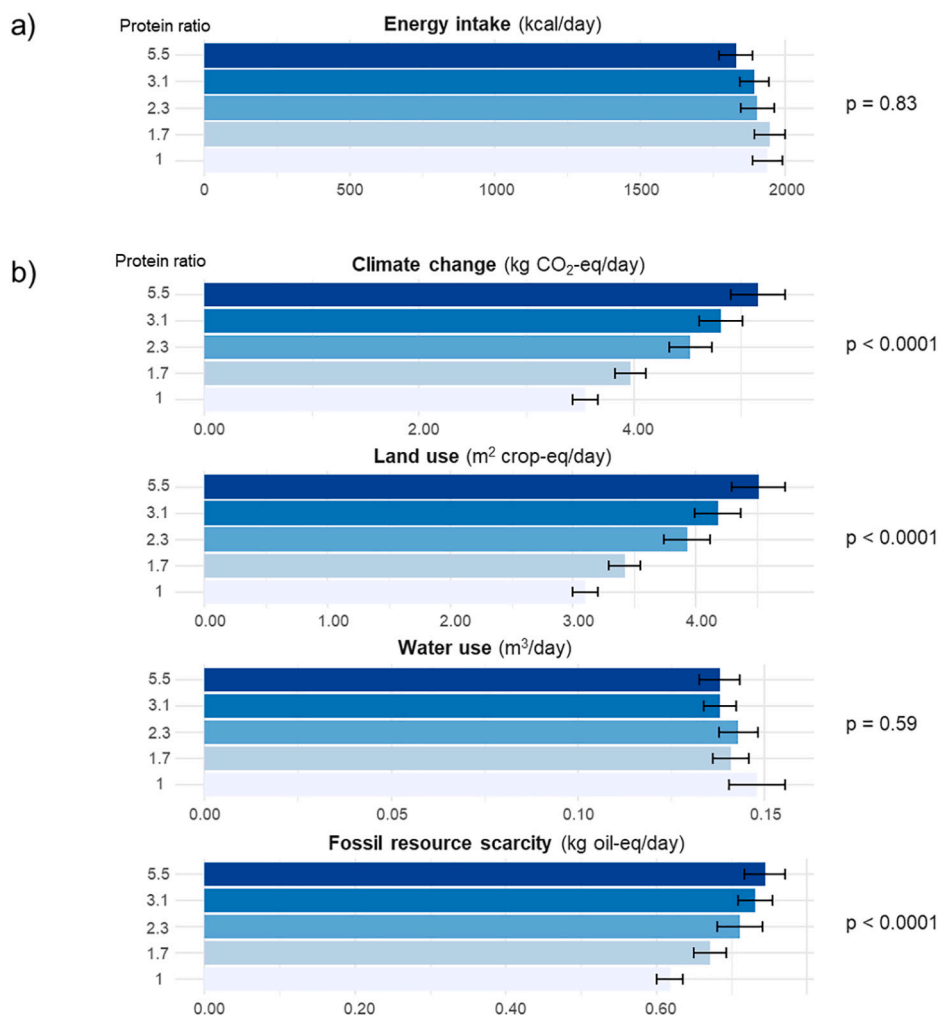 a)
Protein ratio
Energy intake (kcal/day)
5.5
3.1
2.3
1.7
1
p = 0.83
0 500 1000 1500 2000
b)
Protein ratio
Climate change (kg CO₂-eq/day)
5.5
3.1
2.3
1.7
1
p < 0.0001
0.00 2.00 4.00
Land use (m² crop-eq/day)
5.5
3.1
2.3
1.7
1
p < 0.0001
0.00 1.00 2.00 3.00 4.00
Water use (m³/day)
5.5
3.1
2.3
1.7
1
p = 0.59
0.00 0.05 0.10 0.15
Fossil resource scarcity (kg oil-eq/day)
5.5
3.1
2.3
1.7
1
p < 0.0001
0.00 0.20 0.40 0.60